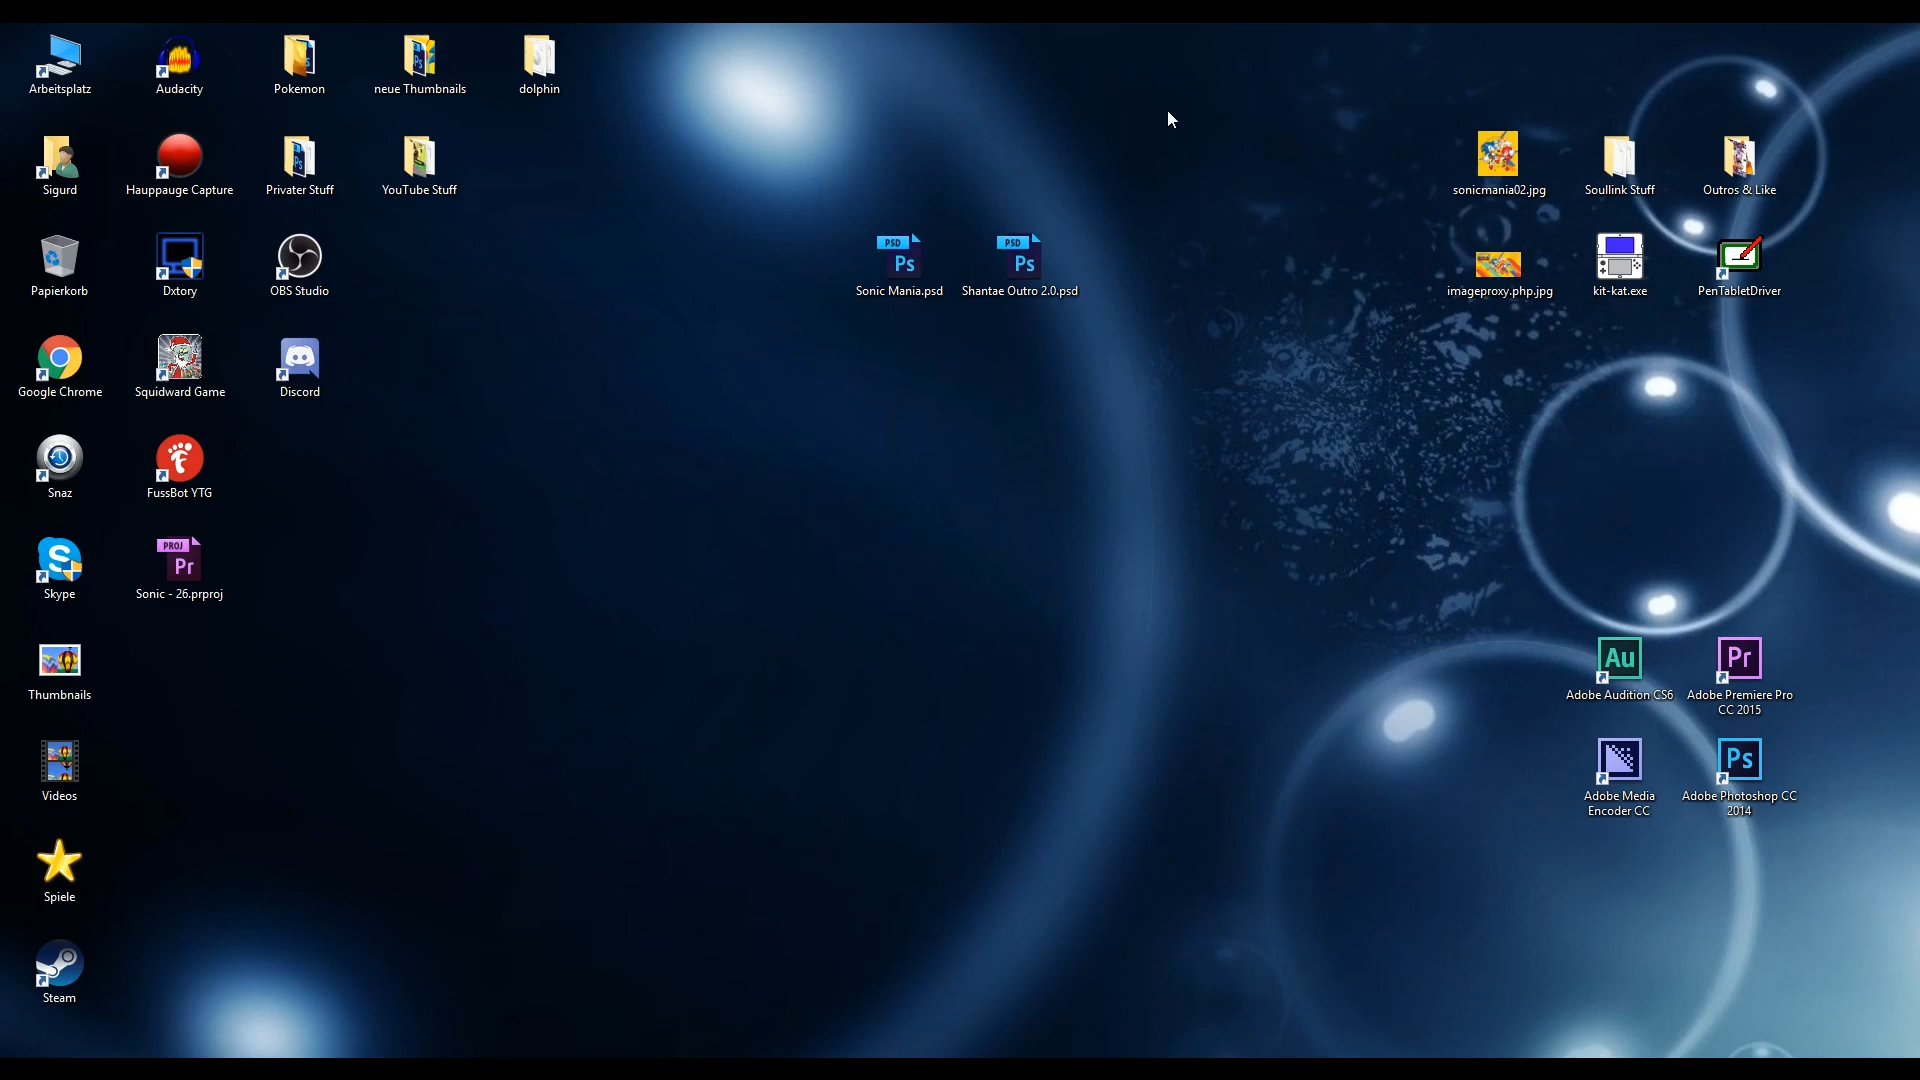 Arbeitsplatz
Audacity
Pokemon
neue Thumbnails
dolphin
Sigurd
Hauppauge Capture
Privater Stuff
YouTube Stuff
sonicmania02.jpg
Soullink Stuff
Outros & Like
Papierkorb
Dxtory
OBS Studio
PSD
Ps
Sonic Mania.psd
PSD
Ps
Shantae Outro 2.0.psd
imageproxy.php.jpg
kit-kat.exe
PenTabletDriver
Google Chrome
Squidward Game
Discord
Snaz
FussBot YTG
Skype
PROJ
Pr
Sonic - 26.prproj
Thumbnails
Au
Adobe Audition CS6
Pr
Adobe Premiere Pro
CC 2015
Videos
Adobe Media
Encoder CC
Ps
Adobe Photoshop CC
2014
Spiele
Steam